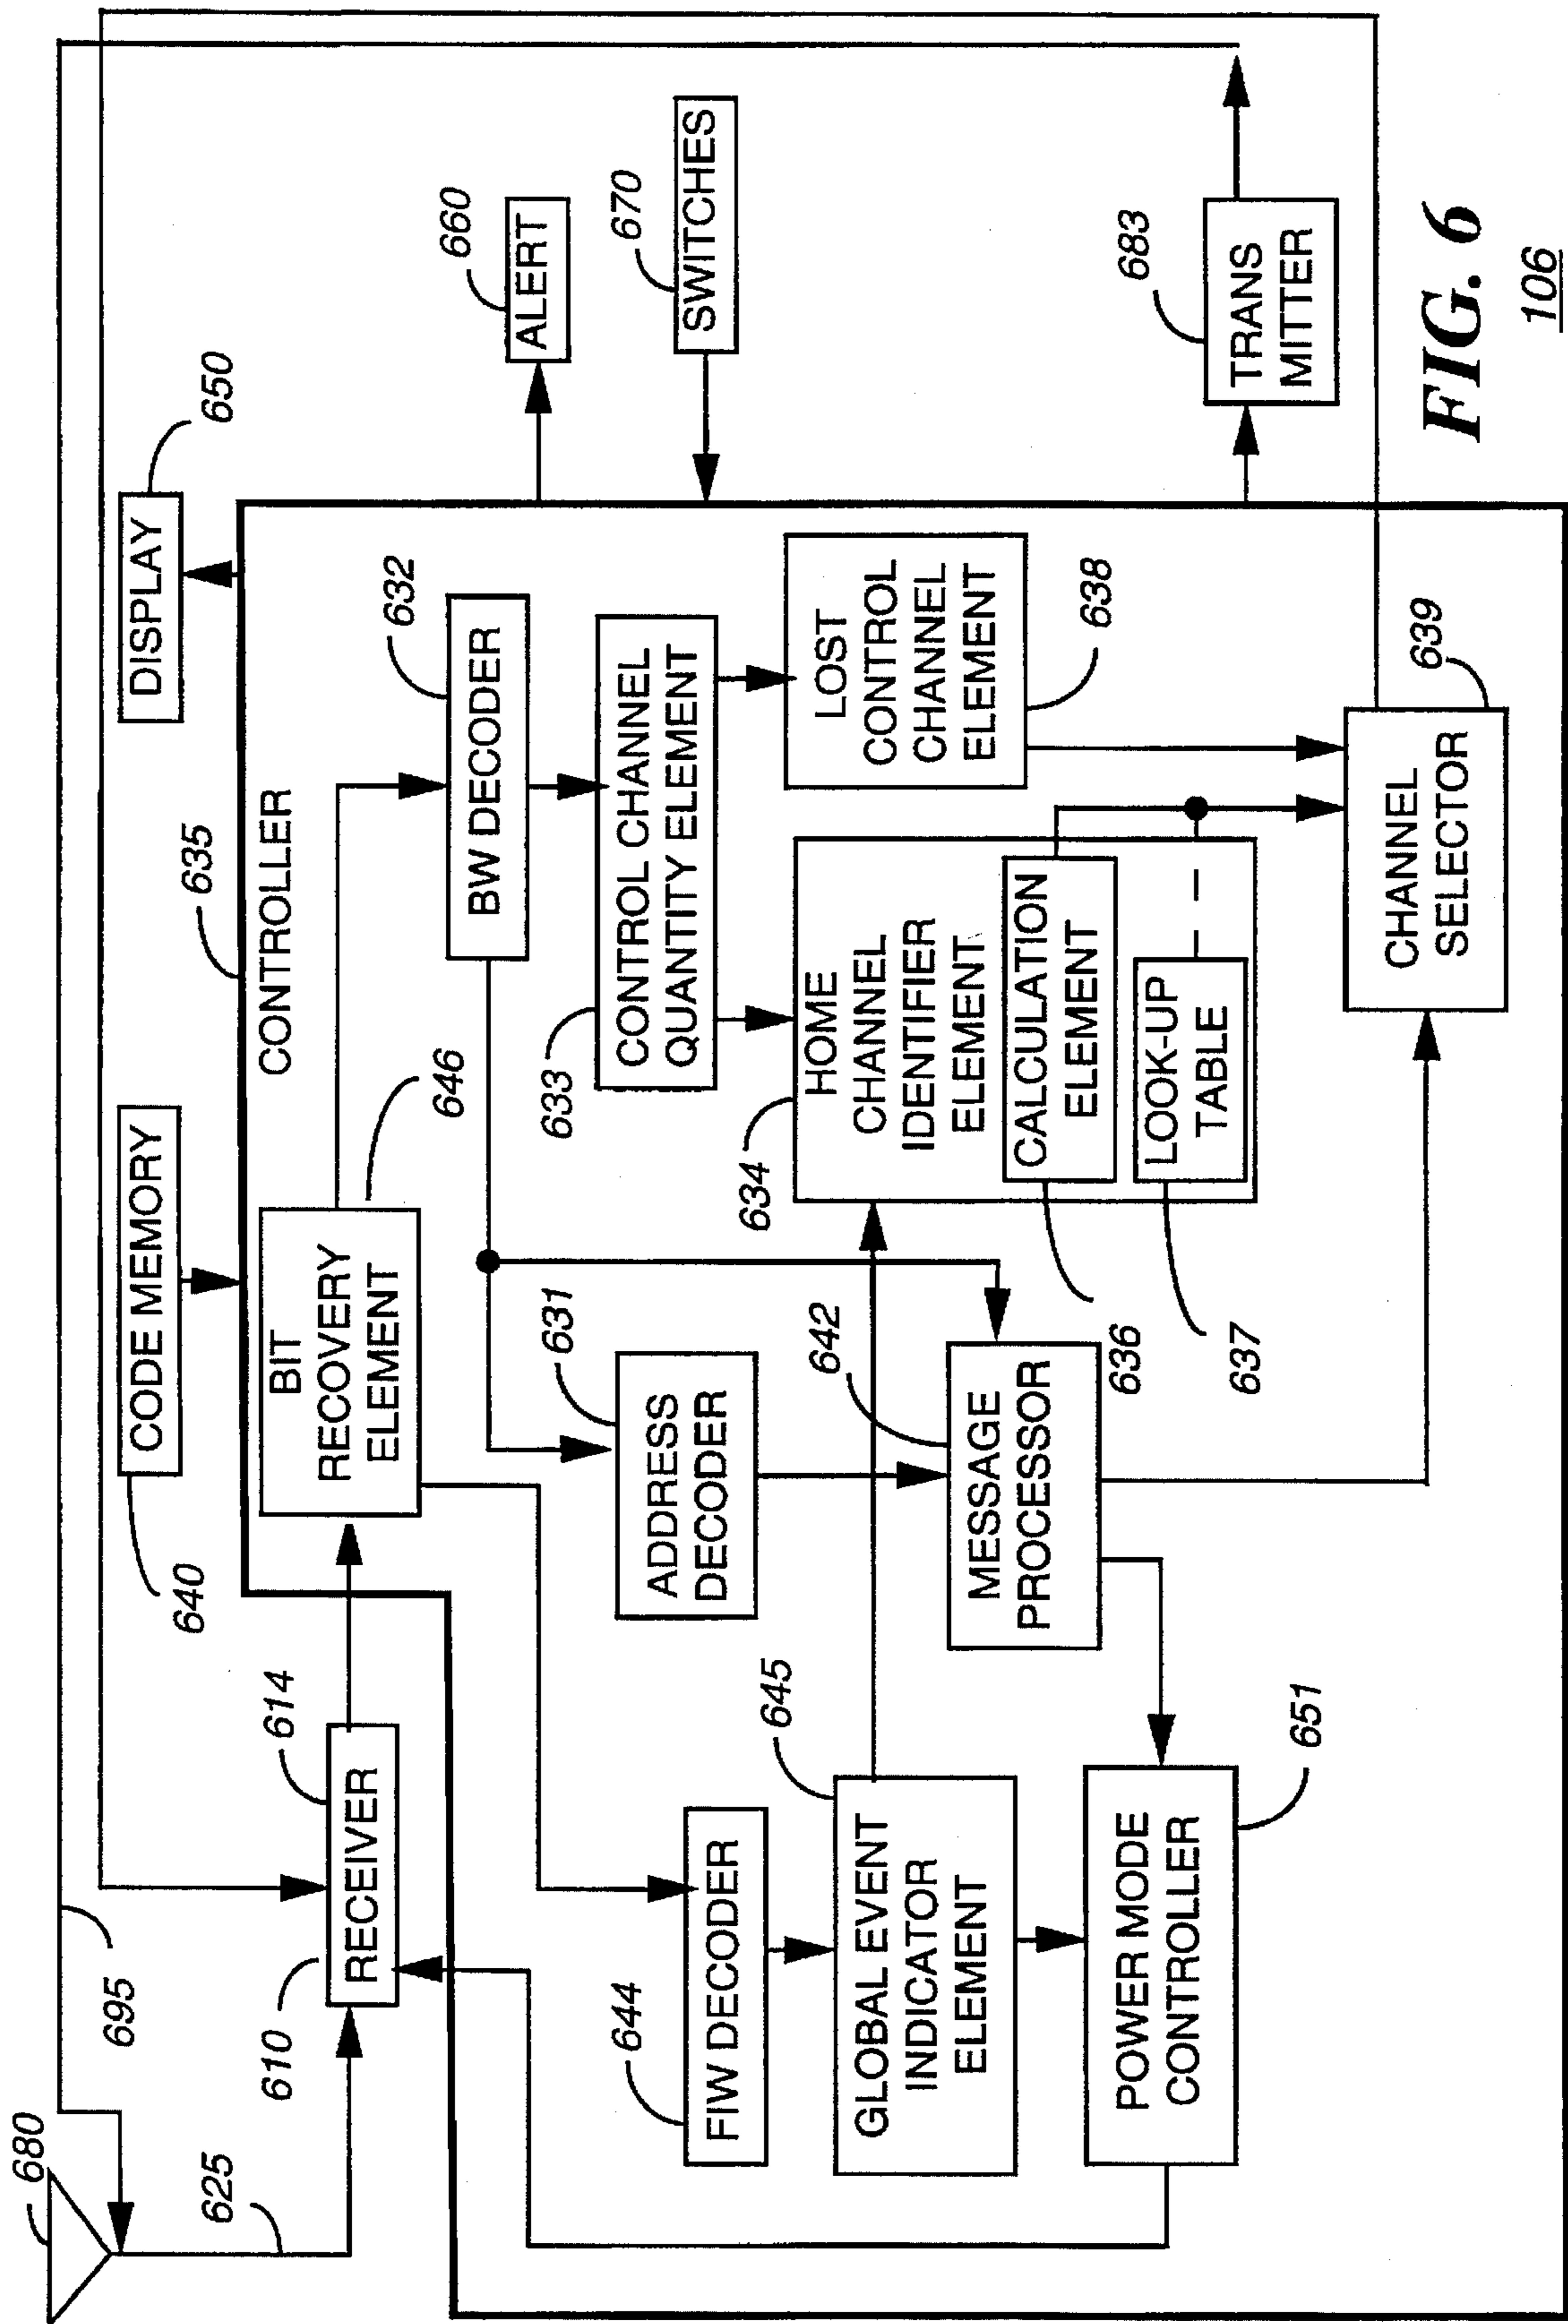 680
695
625
610
RECEIVER
614
640
CODE MEMORY
635
CONTROLLER
DISPLAY
650
BIT
RECOVERY
ELEMENT
646
BW DECODER
632
660
ALERT
670
SWITCHES
633
CONTROL CHANNEL
QUANTITY ELEMENT
631
ADDRESS
DECODER
644
FIW DECODER
645
GLOBAL EVENT
INDICATOR
ELEMENT
642
MESSAGE
PROCESSOR
634
HOME
CHANNEL
IDENTIFIER
ELEMENT
CALCULATION
ELEMENT
LOOK-UP
TABLE
636
637
LOST
CONTROL
CHANNEL
ELEMENT
638
POWER MODE
CONTROLLER
651
CHANNEL
SELECTOR
639
683
TRANS
MITTER
FIG. 6
106